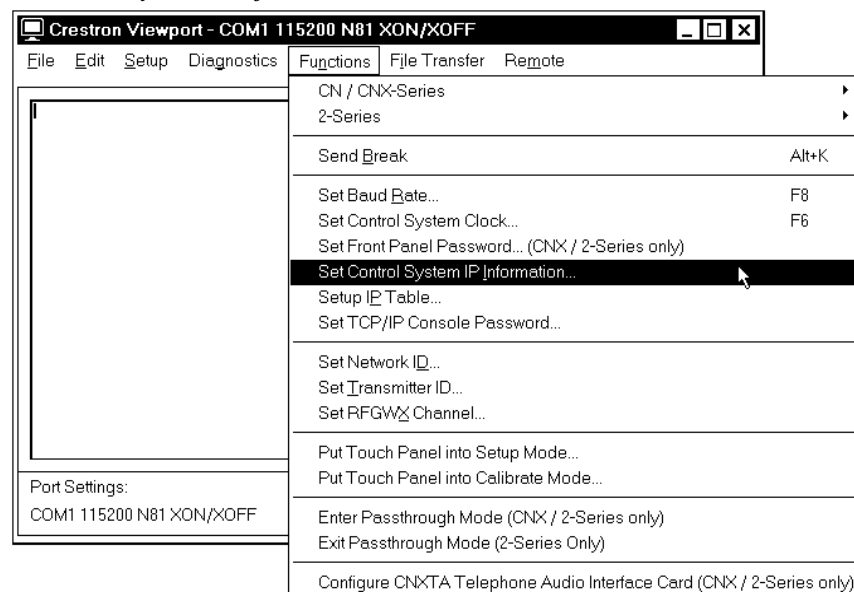 Crestron Viewport - COM1 115200 N81 XON/XOFF
File Edit Setup Diagnostics Functions File Transfer Remote
CN / CNX-Series
2-Series
Send Break Alt+K
Set Baud Rate... F8
Set Control System Clock... F6
Set Front Panel Password... (CNX / 2-Series only)
Set Control System IP Information...
Setup IP Table...
Set TCP/IP Console Password...
Set Network ID...
Set Transmitter ID...
Set RFGWX Channel...
Put Touch Panel into Setup Mode...
Put Touch Panel into Calibrate Mode...
Enter Passthrough Mode (CNX / 2-Series only)
Exit Passthrough Mode (2-Series Only)
Configure CNXTA Telephone Audio Interface Card (CNX / 2-Series only)
Port Settings:
COM1 115200 N81 XON/XOFF